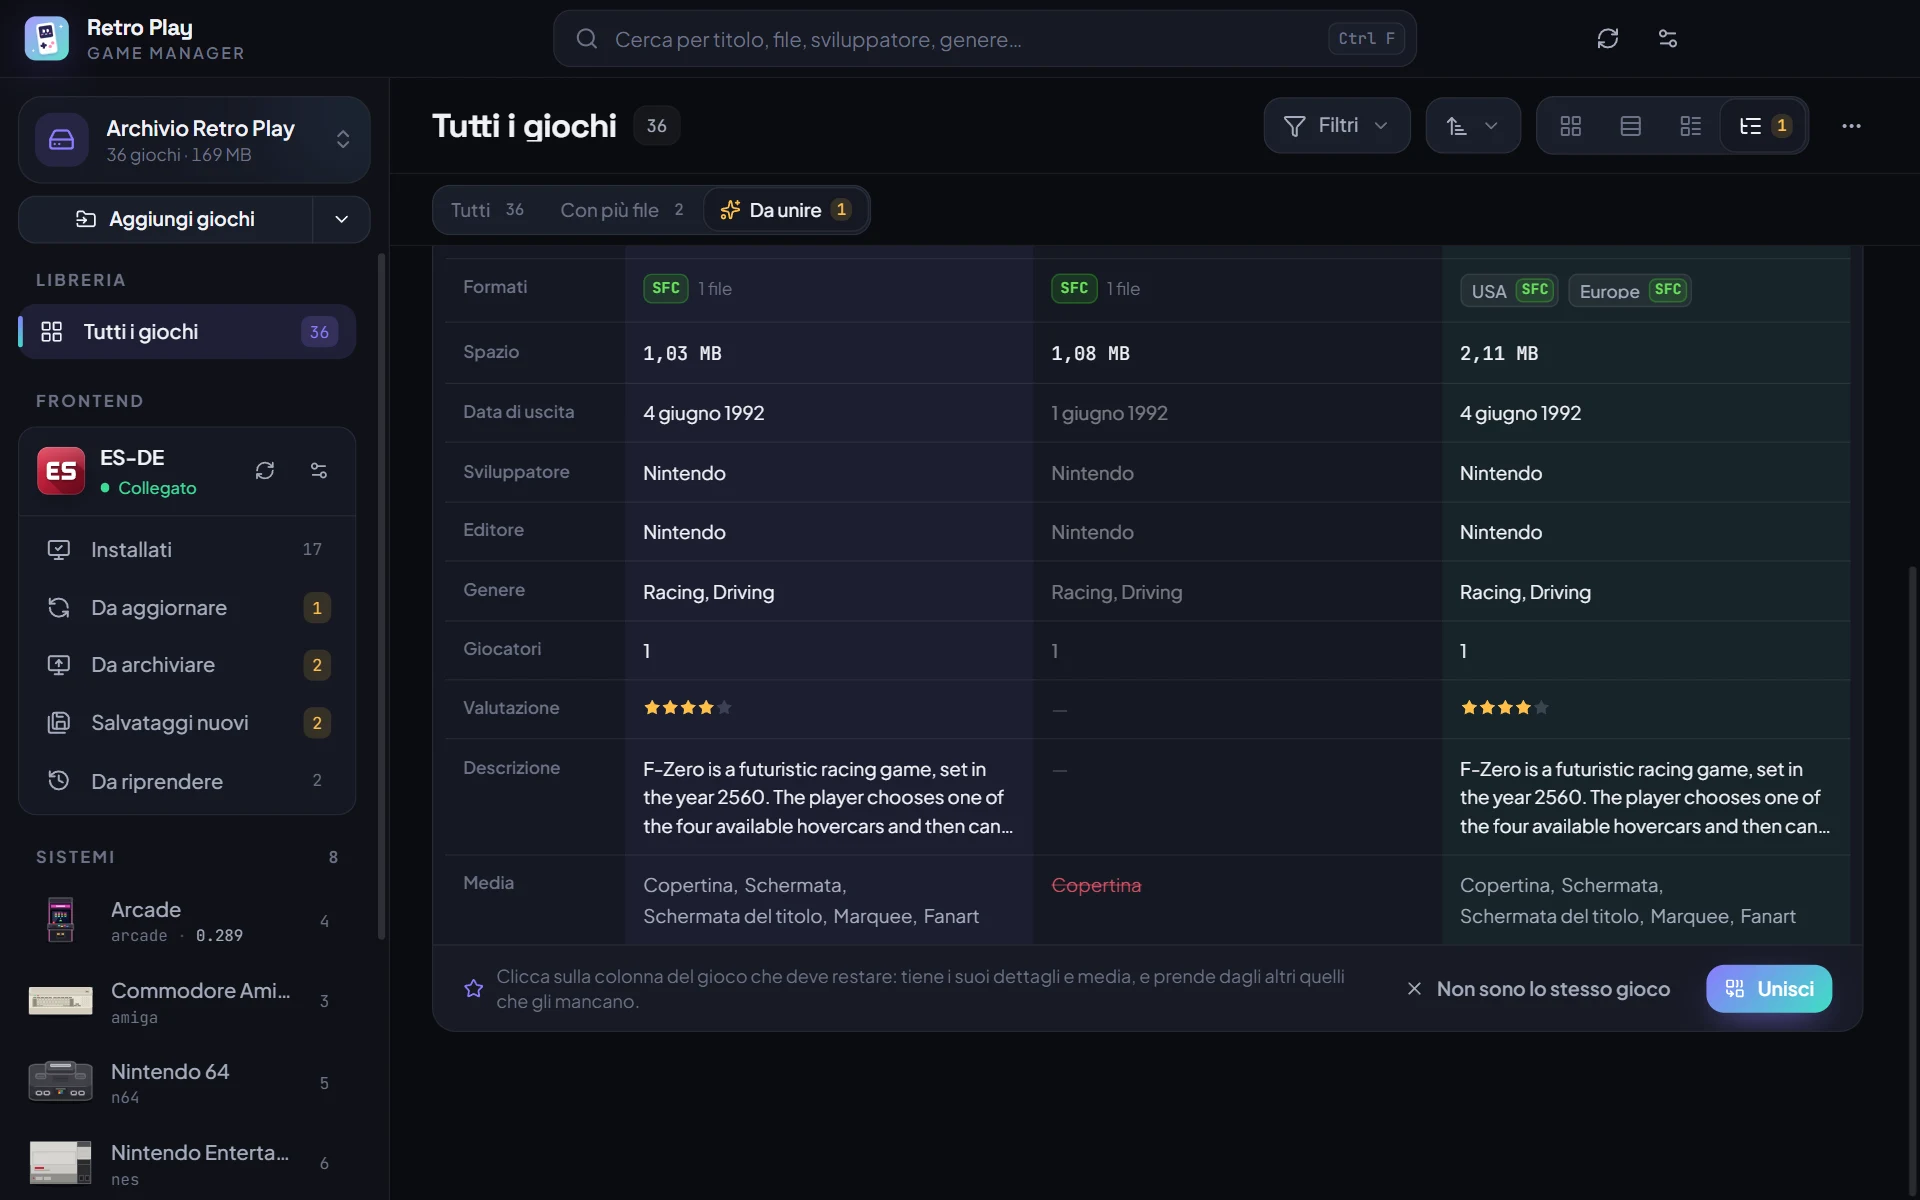 Retro Play
GAME MANAGER
Cerca per titolo, file, sviluppatore, genere...
Ctrl F
Archivio Retro Play
36 giochi · 169 MB
Aggiungi giochi
LIBRERIA
Tutti i giochi 36
FRONTEND
ES
ES-DE
Collegato
Installati 17
Da aggiornare 1
Da archiviare 2
Salvataggi nuovi 2
Da riprendere 2
SISTEMI 8
Arcade 4
arcade · 0.289
Commodore Ami... 3
amiga
Nintendo 64 5
n64
Nintendo Enterta... 6
nes
Tutti i giochi 36
Filtri
1
Tutti 36 Con più file 2 Da unire 1
Formati SFC 1 file SFC 1 file USA SFC Europe SFC
Spazio 1,03 MB 1,08 MB 2,11 MB
Data di uscita 4 giugno 1992 1 giugno 1992 4 giugno 1992
Sviluppatore Nintendo Nintendo Nintendo
Editore Nintendo Nintendo Nintendo
Genere Racing, Driving Racing, Driving Racing, Driving
Giocatori 1 1 1
Valutazione —
Descrizione
F-Zero is a futuristic racing game, set in
the year 2560. The player chooses one of
the four available hovercars and then can...
—
F-Zero is a futuristic racing game, set in
the year 2560. The player chooses one of
the four available hovercars and then can...
Media
Copertina, Schermata,
Schermata del titolo, Marquee, Fanart
Copertina
Copertina, Schermata,
Schermata del titolo, Marquee, Fanart
Clicca sulla colonna del gioco che deve restare: tiene i suoi dettagli e media, e prende dagli altri quelli
che gli mancano.
Non sono lo stesso gioco
Unisci